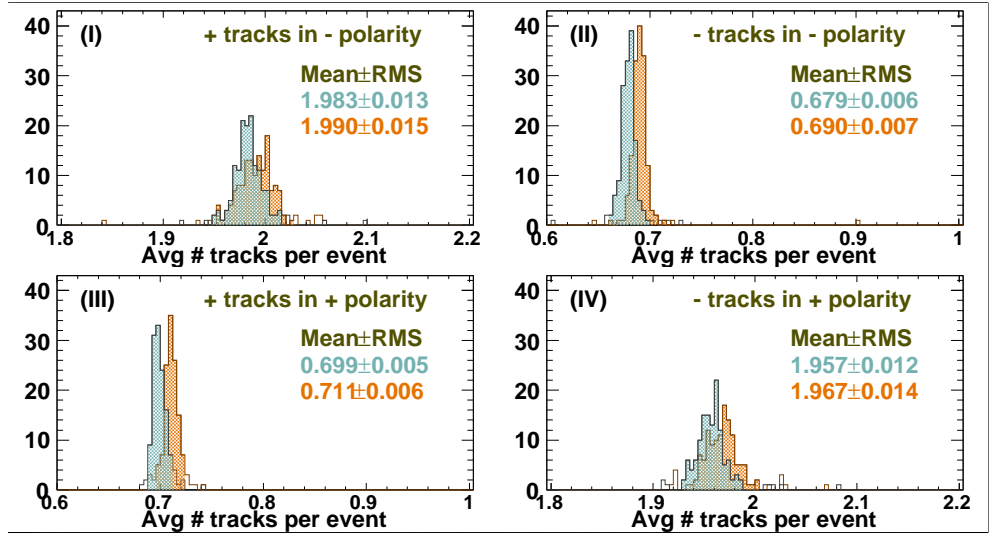 (I) + tracks in - polarity
Mean±RMS
1.983±0.013
1.990±0.015
40
30
20
10
0
1.8 1.9 2 2.1 2.2
Avg # tracks per event
(II) - tracks in - polarity
Mean±RMS
0.679±0.006
0.690±0.007
40
30
20
10
0
0.6 0.7 0.8 0.9 1
Avg # tracks per event
(III) + tracks in + polarity
Mean±RMS
0.699±0.005
0.711±0.006
40
30
20
10
0
0.6 0.7 0.8 0.9 1
Avg # tracks per event
(IV) - tracks in + polarity
Mean±RMS
1.957±0.012
1.967±0.014
40
30
20
10
0
1.8 1.9 2 2.1 2.2
Avg # tracks per event